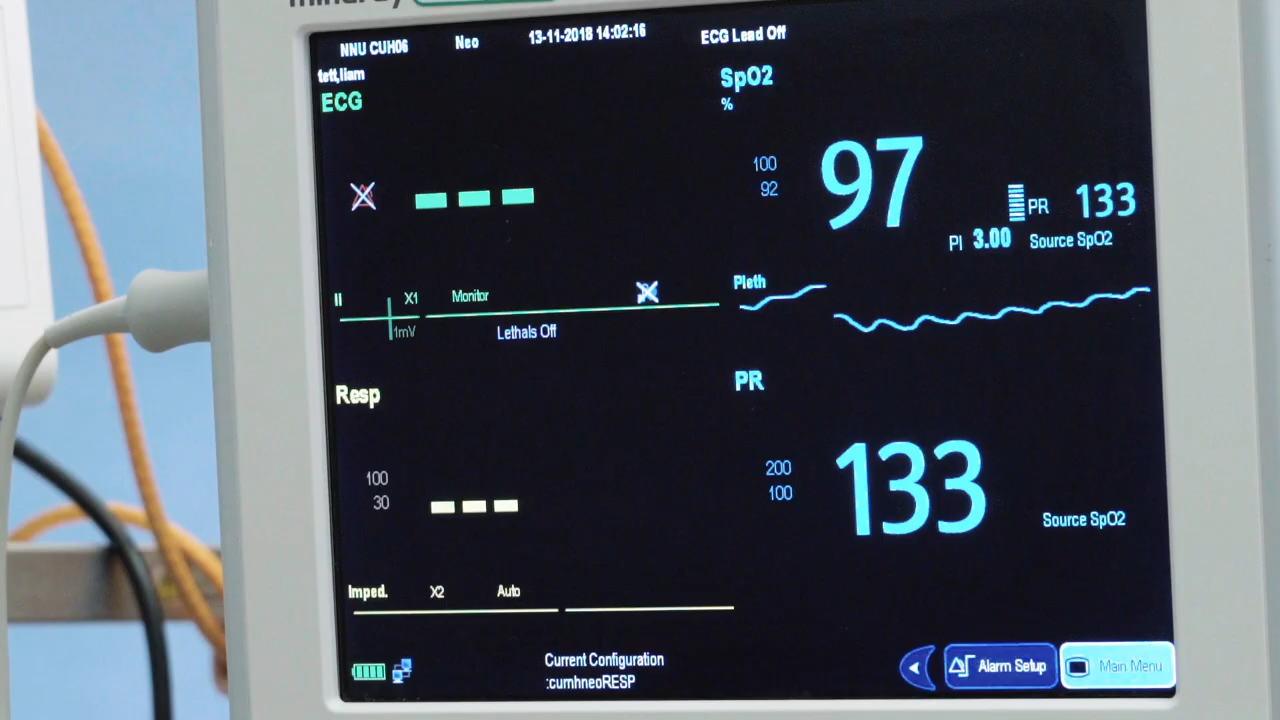 NNU CUH06 Neo 13-11-2018 14:02:16 ECG Lead Off
tett,liam
ECG
SpO2
%
100
92
97
PR 133
PI 3.00 Source SpO2
II X1 Monitor
1mV
Lethals Off
Pleth
Resp
100
30
PR
200
100
133
Source SpO2
Imped. X2 Auto
Current Configuration
:cumhneoRESP
Alarm Setup
Main Menu